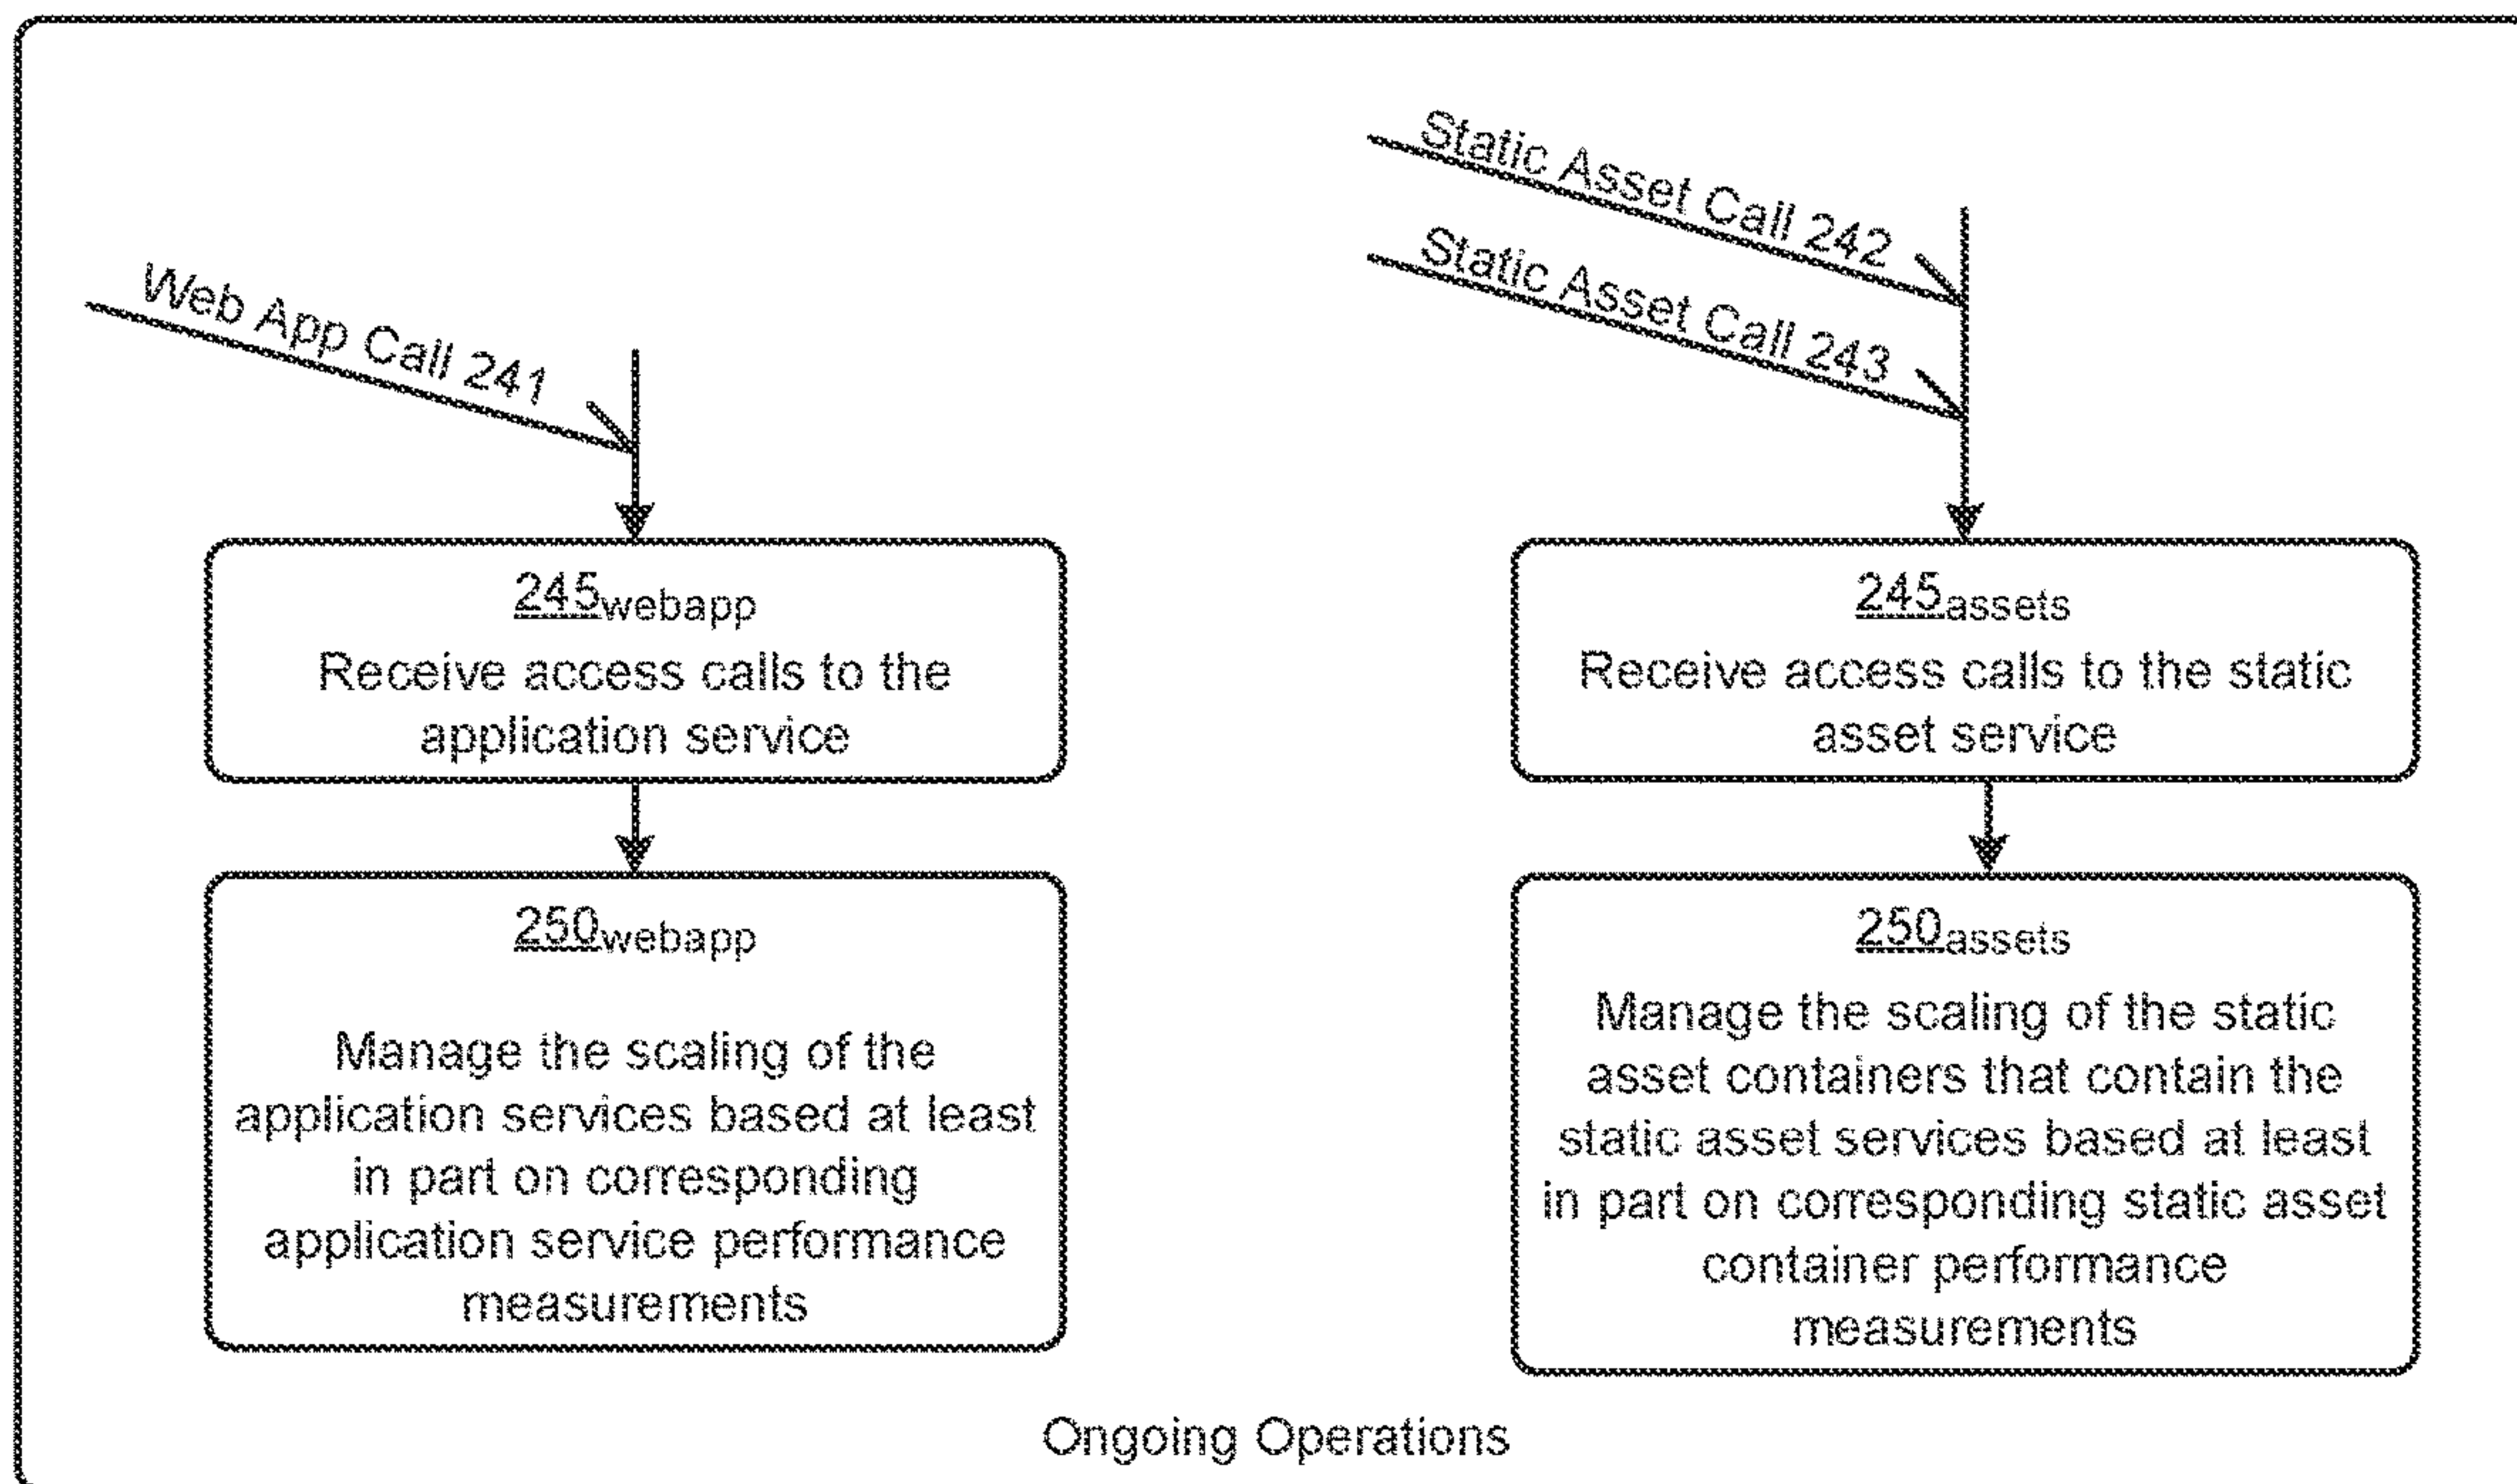 Web App Call 241
Static Asset Call 242
Static Asset Call 243
245webapp
Receive access calls to the
application service
245assets
Receive access calls to the static
asset service
250webapp
Manage the scaling of the
application services based at least
in part on corresponding
application service performance
measurements
250assets
Manage the scaling of the static
asset containers that contain the
static asset services based at least
in part on corresponding static asset
container performance
measurements
Ongoing Operations